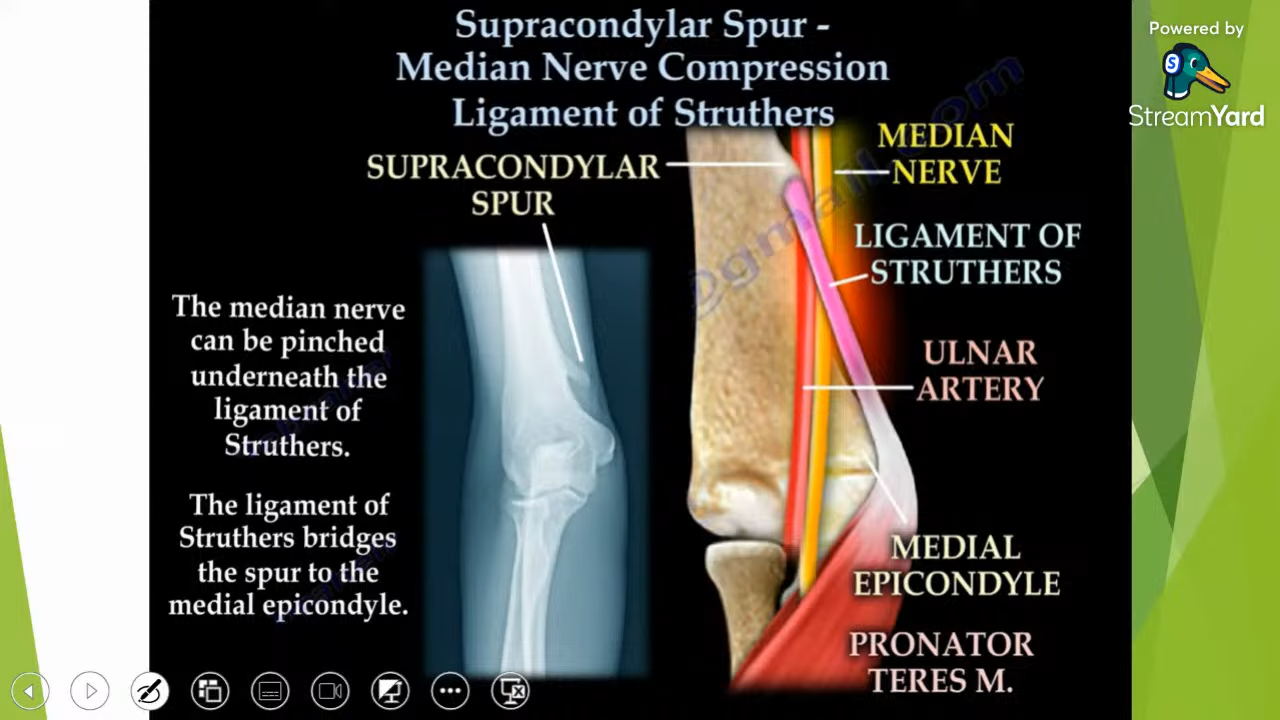 Supracondylar Spur -
Median Nerve Compression
Ligament of Struthers
Powered by
S
StreamYard
SUPRACONDYLAR
SPUR
MEDIAN
NERVE
LIGAMENT OF
STRUTHERS
The median nerve
can be pinched
underneath the
ligament of
Struthers.
ULNAR
ARTERY
The ligament of
Struthers bridges
the spur to the
medial epicondyle.
MEDIAL
EPICONDYLE
PRONATOR
TERES M.
@gmail.com